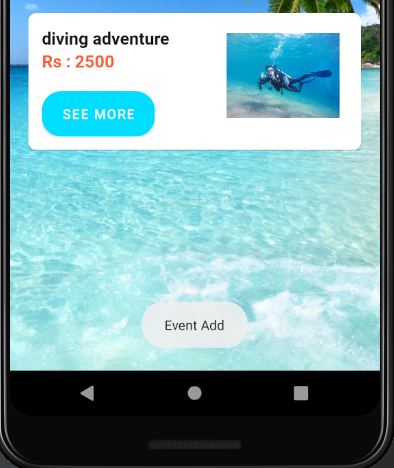 diving adventure
Rs : 2500
SEE MORE
Event Add